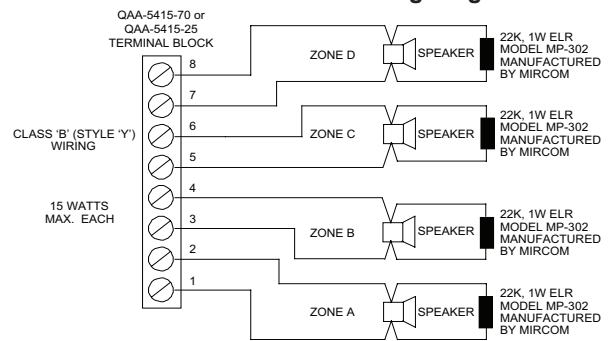 QAA-5415-70 or
QAA-5415-25
TERMINAL BLOCK
CLASS 'B' (STYLE 'Y')
WIRING
15 WATTS
MAX. EACH
8
7
6
5
4
3
2
1
ZONE D
SPEAKER
22K, 1W ELR
MODEL MP-302
MANUFACTURED
BY MIRCOM
ZONE C
SPEAKER
22K, 1W ELR
MODEL MP-302
MANUFACTURED
BY MIRCOM
ZONE B
SPEAKER
22K, 1W ELR
MODEL MP-302
MANUFACTURED
BY MIRCOM
ZONE A
SPEAKER
22K, 1W ELR
MODEL MP-302
MANUFACTURED
BY MIRCOM